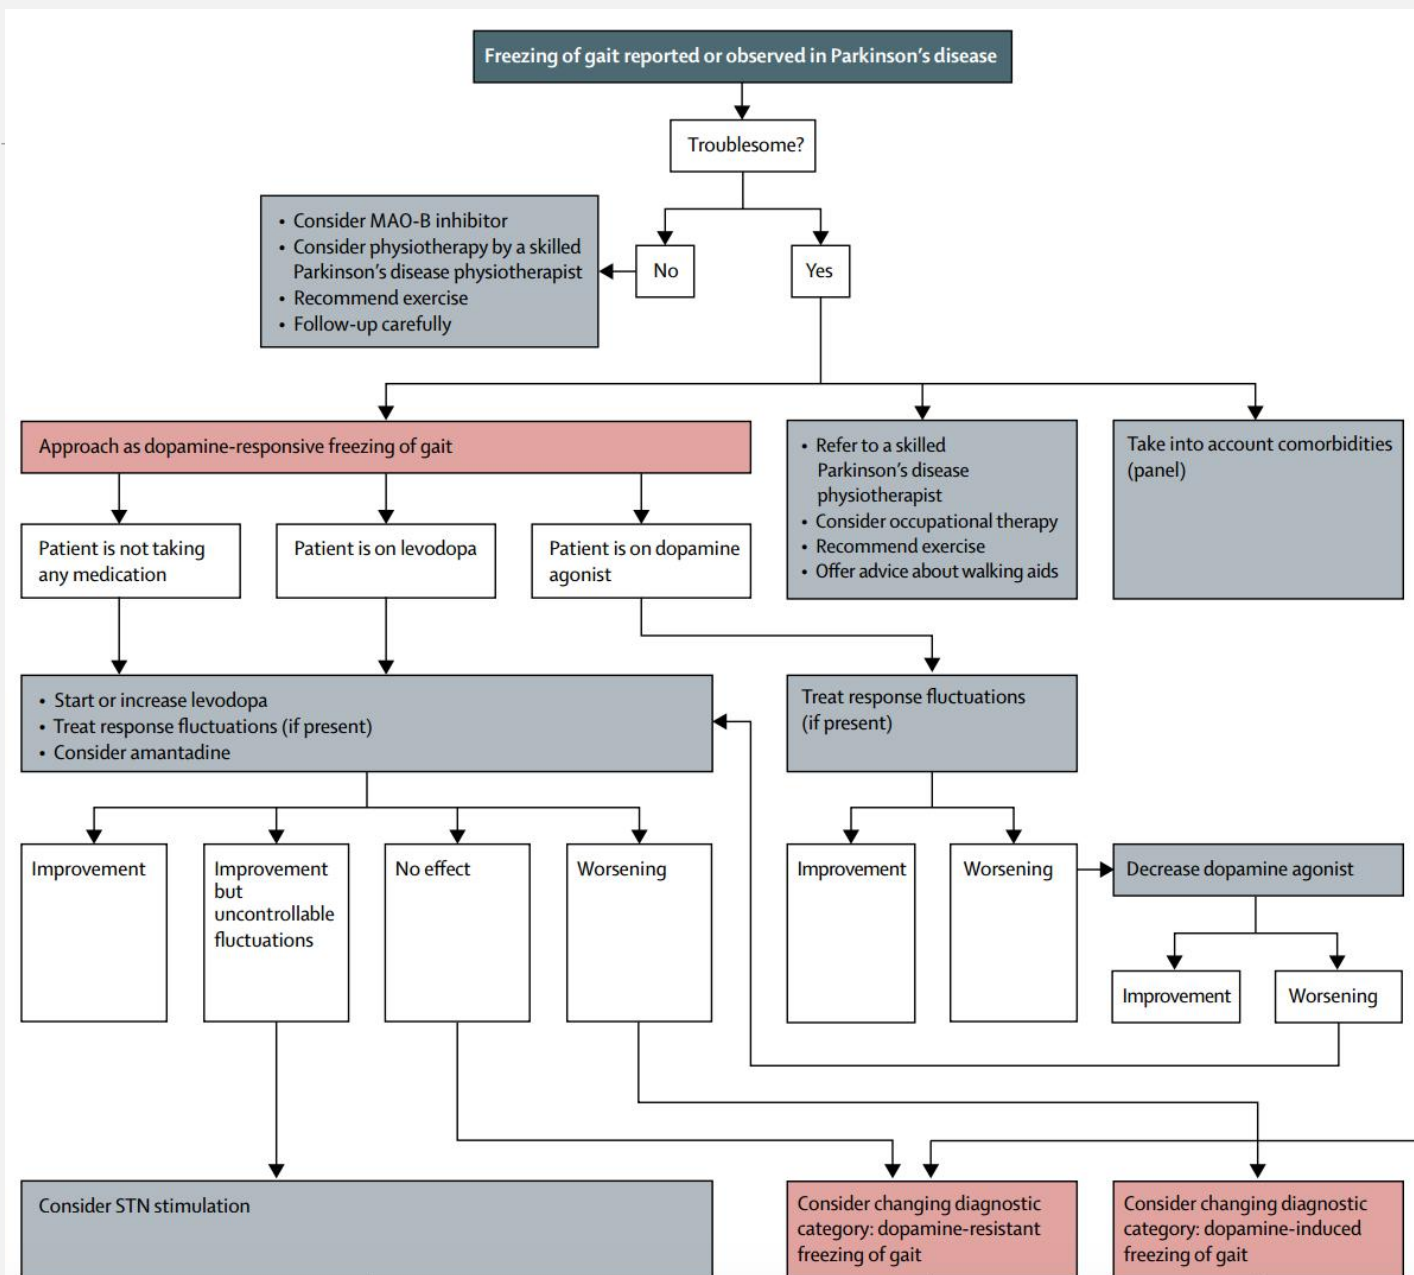 Freezing of gait reported or observed in Parkinson's disease
Troublesome?
• Consider MAO-B inhibitor
• Consider physiotherapy by a skilled
Parkinson's disease physiotherapist
• Recommend exercise
• Follow-up carefully
No
Yes
Approach as dopamine-responsive freezing of gait
• Refer to a skilled
Parkinson's disease
physiotherapist
• Consider occupational therapy
• Recommend exercise
• Offer advice about walking aids
Take into account comorbidities
(panel)
Patient is not taking
any medication
Patient is on levodopa
Patient is on dopamine
agonist
• Start or increase levodopa
• Treat response fluctuations (if present)
• Consider amantadine
Treat response fluctuations
(if present)
Improvement
Improvement
but
uncontrollable
fluctuations
No effect
Worsening
Improvement
Worsening
Decrease dopamine agonist
Improvement
Worsening
Consider STN stimulation
Consider changing diagnostic
category: dopamine-resistant
freezing of gait
Consider changing diagnostic
category: dopamine-induced
freezing of gait